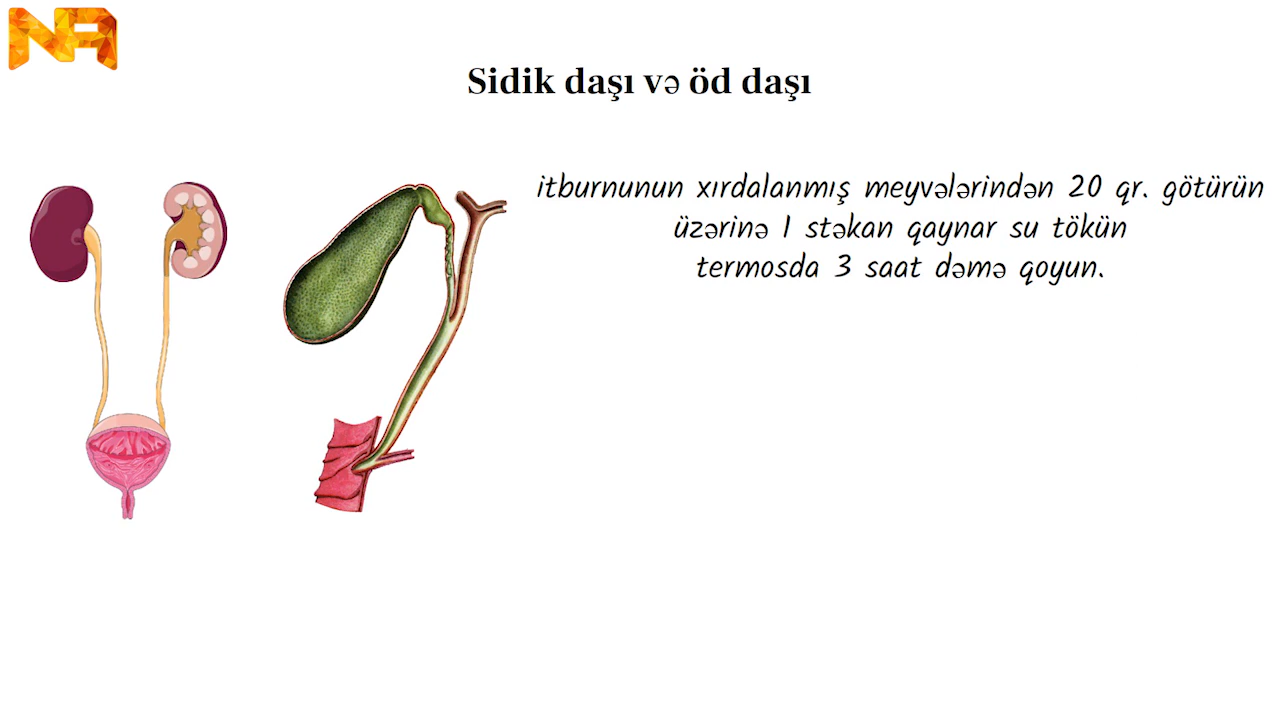 NA
Sidik daşı və öd daşı
itburnunun xırdalanmış meyvələrindən 20 qr. götürün
üzərinə 1 stəkan qaynar su tökün
termosda 3 saat dəmə qoyun.